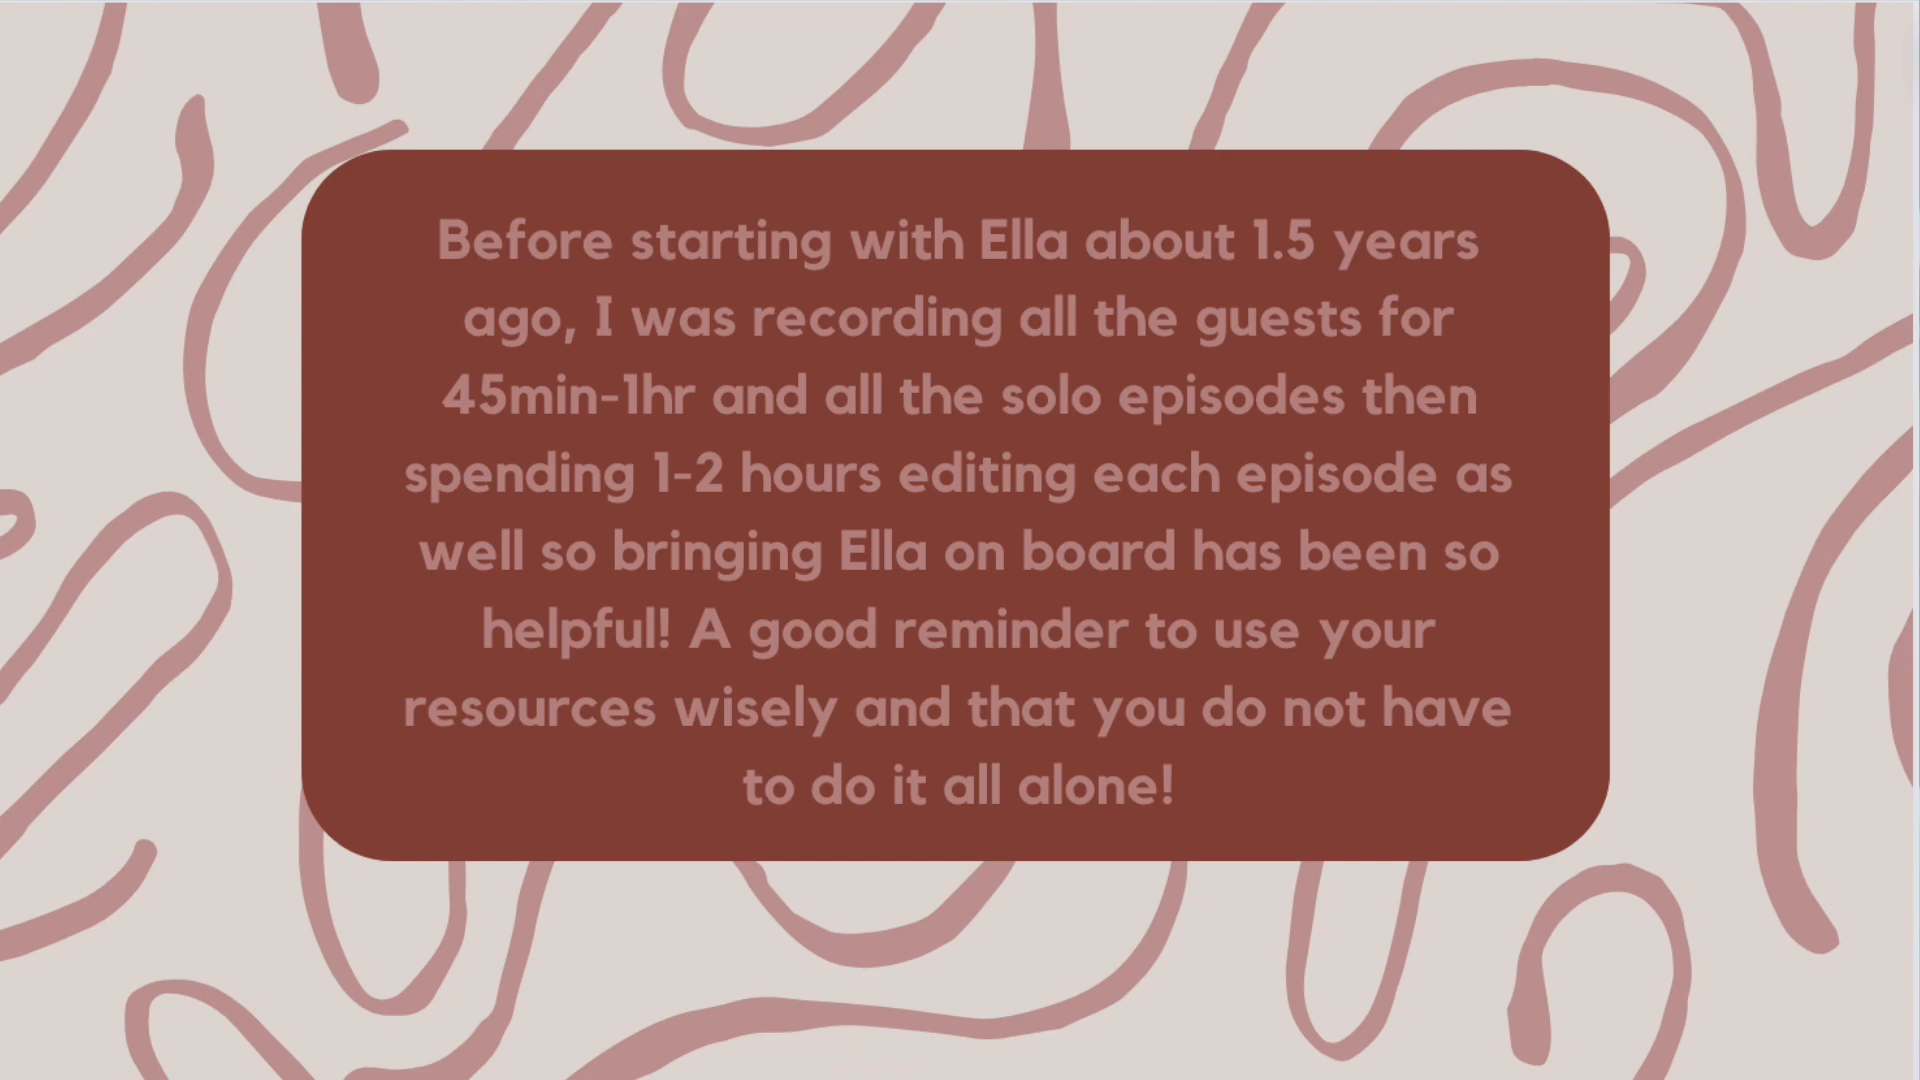 Before starting with Ella about 1.5 years
ago, I was recording all the guests for
45min-1hr and all the solo episodes then
spending 1-2 hours editing each episode as
well so bringing Ella on board has been so
helpful! A good reminder to use your
resources wisely and that you do not have
to do it all alone!